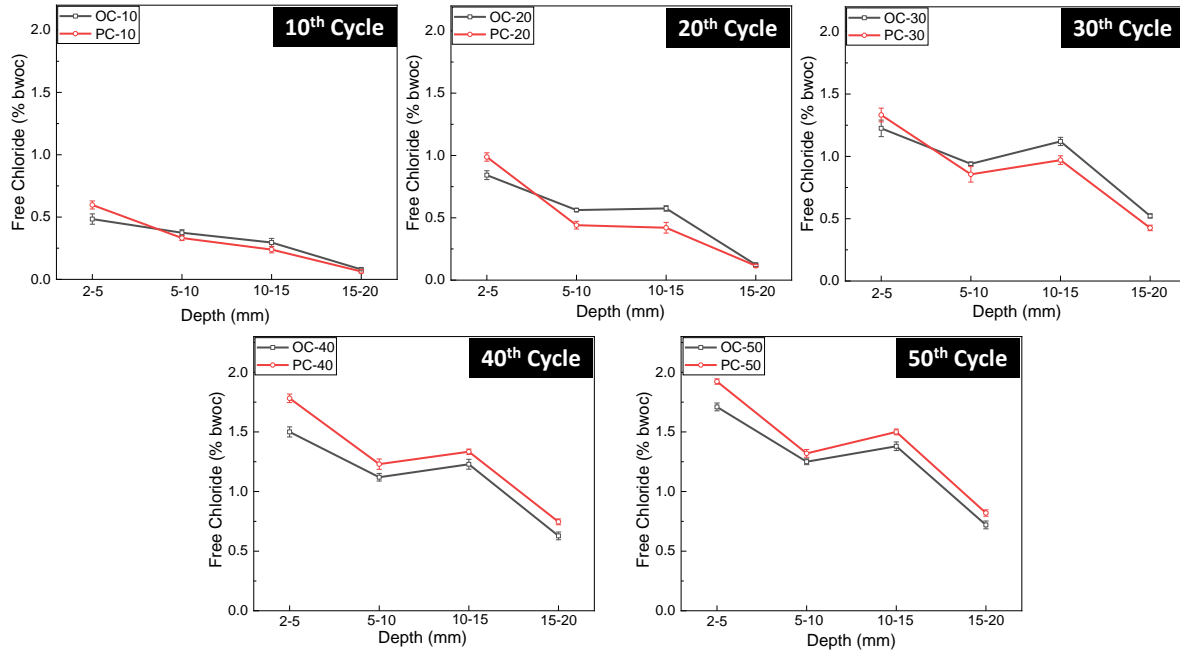 OC-10
PC-10
10th Cycle
2.0
1.5
1.0
0.5
0.0
Free Chloride (% bwoc)
2-5 5-10 10-15 15-20
Depth (mm)
OC-20
PC-20
20th Cycle
2.0
1.5
1.0
0.5
0.0
Free Chloride (% bwoc)
2-5 5-10 10-15 15-20
Depth (mm)
OC-30
PC-30
30th Cycle
2.0
1.5
1.0
0.5
0.0
Free Chloride (% bwoc)
2-5 5-10 10-15 15-20
Depth (mm)
OC-40
PC-40
40th Cycle
2.0
1.5
1.0
0.5
0.0
Free Chloride (% bwoc)
2-5 5-10 10-15 15-20
Depth (mm)
OC-50
PC-50
50th Cycle
2.0
1.5
1.0
0.5
0.0
Free Chloride (% bwoc)
2-5 5-10 10-15 15-20
Depth (mm)